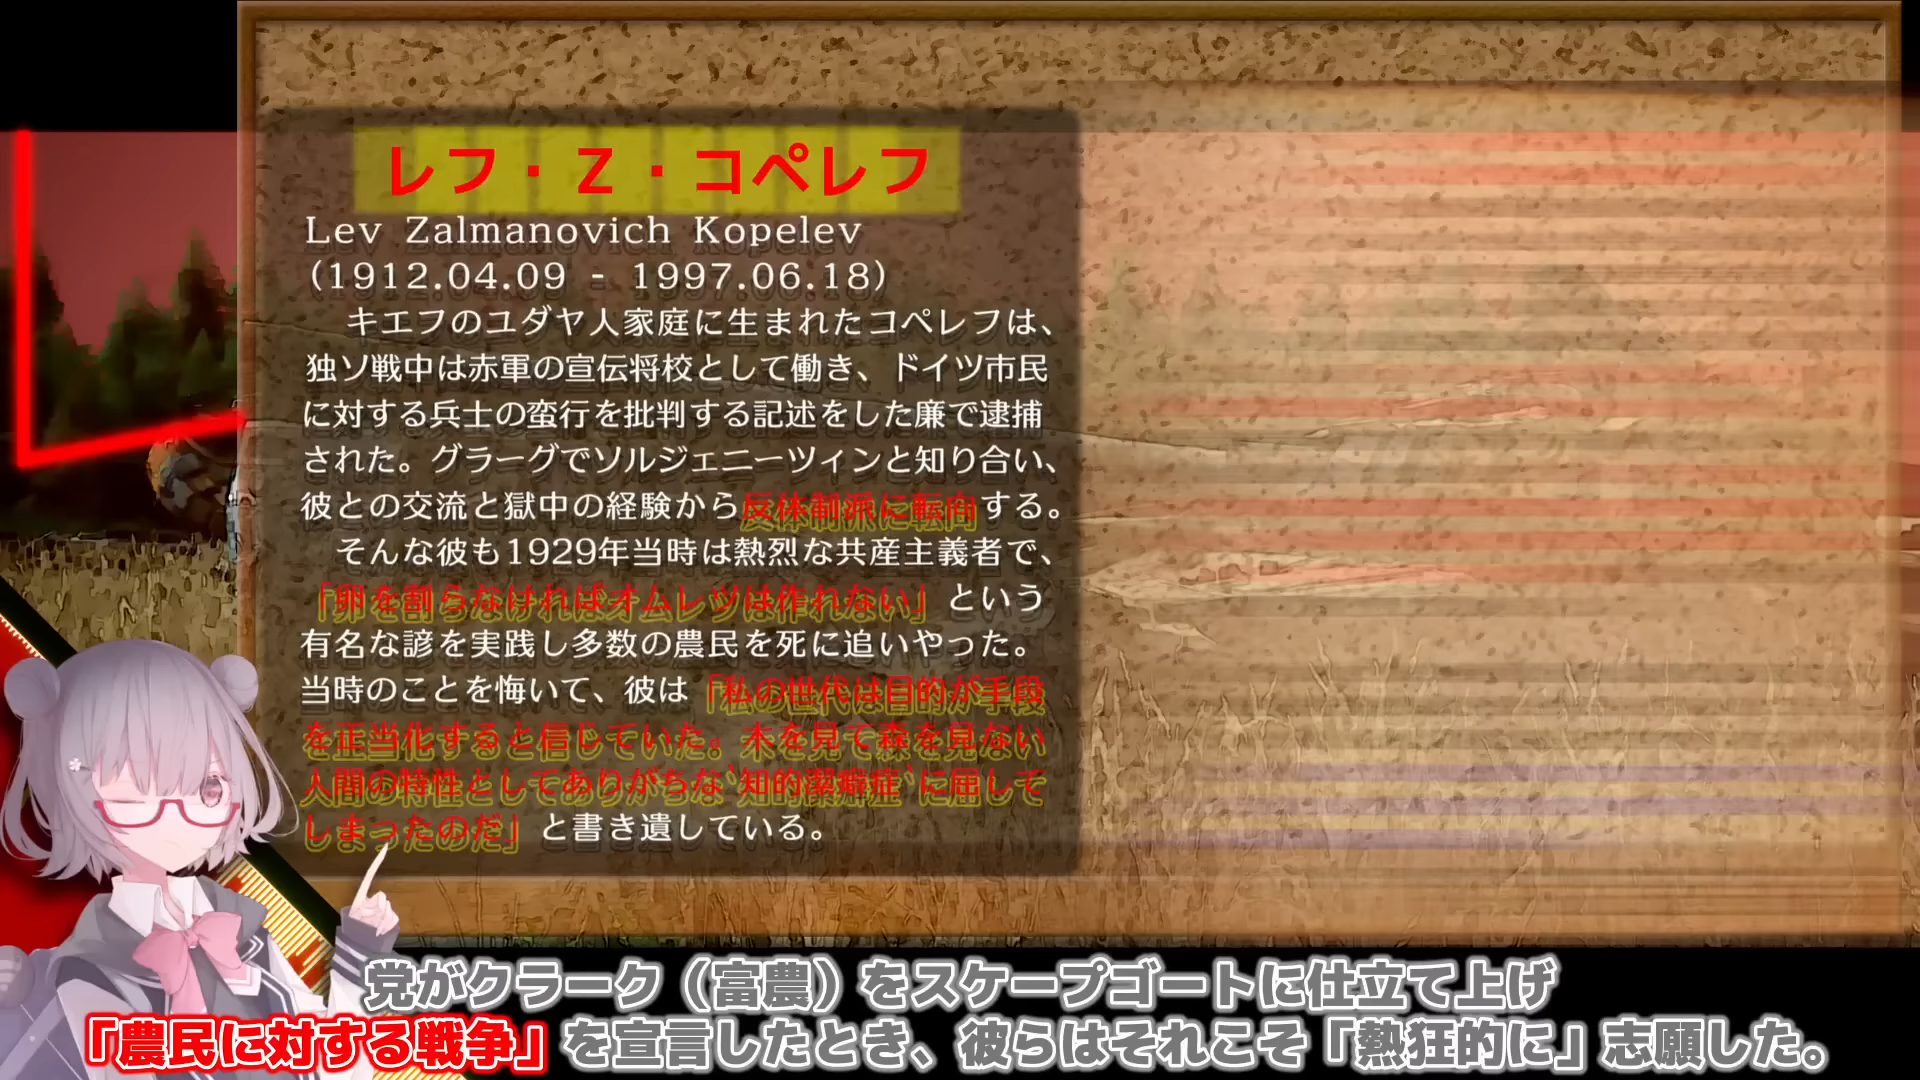 レフ・Z・コペレフ
Lev Zalmanovich Kopelev
(1912.04.09 - 1997.06.18)
キエフのユダヤ人家庭に生まれたコペレフは、
独ソ戦中は赤軍の宣伝将校として働き、ドイツ市民
に対する兵士の蛮行を批判する記述をした廉で逮捕
された。グラーグでソルジェニーツィンと知り合い、
彼との交流と獄中の経験から反体制派に転向する。
そんな彼も1929年当時は熱烈な共産主義者で、
「卵を割らなければオムレツは作れない」という
有名な諺を実践し多数の農民を死に追いやった。
当時のことを悔いて、彼は「私の世代は目的が手段
を正当化すると信じていた。木を見て森を見ない
人間の特性としてありがちな`知的潔癖症`に屈して
しまったのだ」と書き遺している。
党がクラーク（富農）をスケープゴートに仕立て上げ
「農民に対する戦争」を宣言したとき、彼らはそれこそ「熱狂的に」志願した。